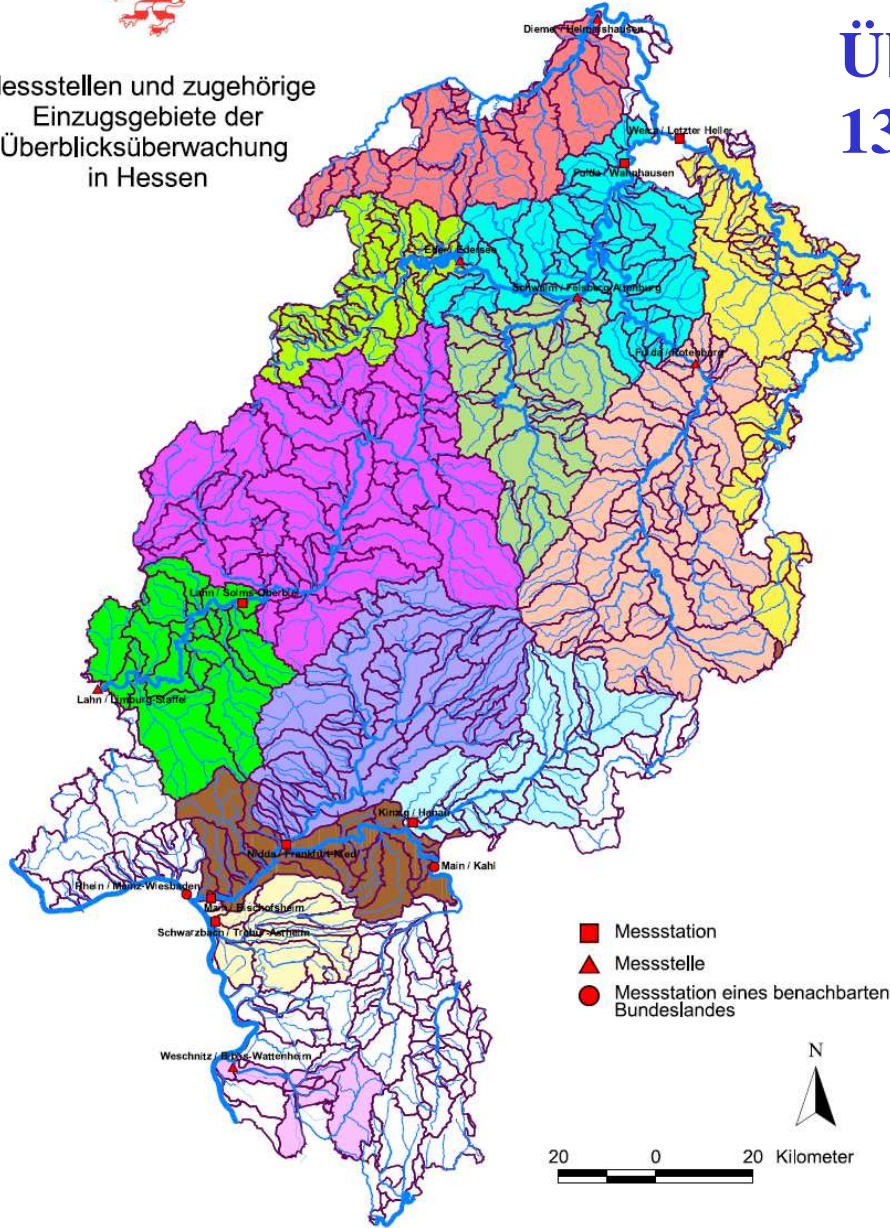 essstellen und zugehörige
Einzugsgebiete der
Überblicksüberwachung
in Hessen
Ü
13
Diemel / Helmarshausen
Werra / Letzter Heller
Fulda / Wahnhausen
Eder / Edersee
Schwalm / Felsberg-Altenburg
Fulda / Rotenburg
Lahn / Solms-Oberbiel
Lahn / Limburg-Staffel
Kinzig / Hanau
Nidda / Frankfurt-Nied
Main / Kahl
Rhein / Mainz-Wiesbaden
Main / Bischofsheim
Schwarzbach / Trebur-Astheim
Messstation
Messstelle
Messstation eines benachbarten
Bundeslandes
Weschnitz / Biblis-Wattenheim
N
20 0 20 Kilometer